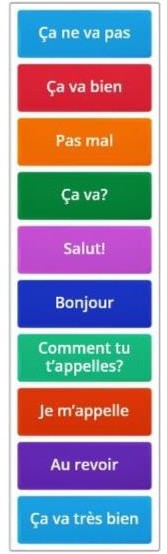 Ça ne va pas
Ça va bien
Pas mal
Ça va?
Salut!
Bonjour
Comment tu
t'appelles?
Je m'appelle
Au revoir
Ça va très bien